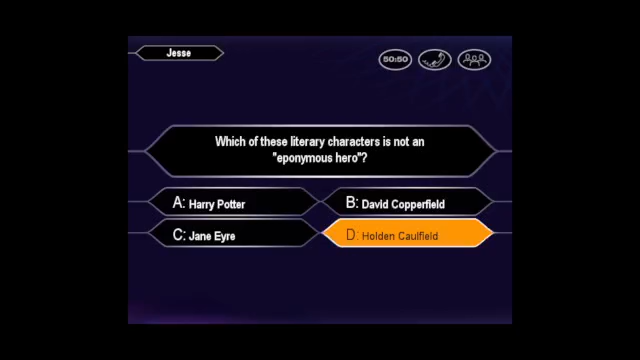 Jesse
50:50
Which of these literary characters is not an
"eponymous hero"?
A: Harry Potter
B: David Copperfield
C: Jane Eyre
D: Holden Caulfield